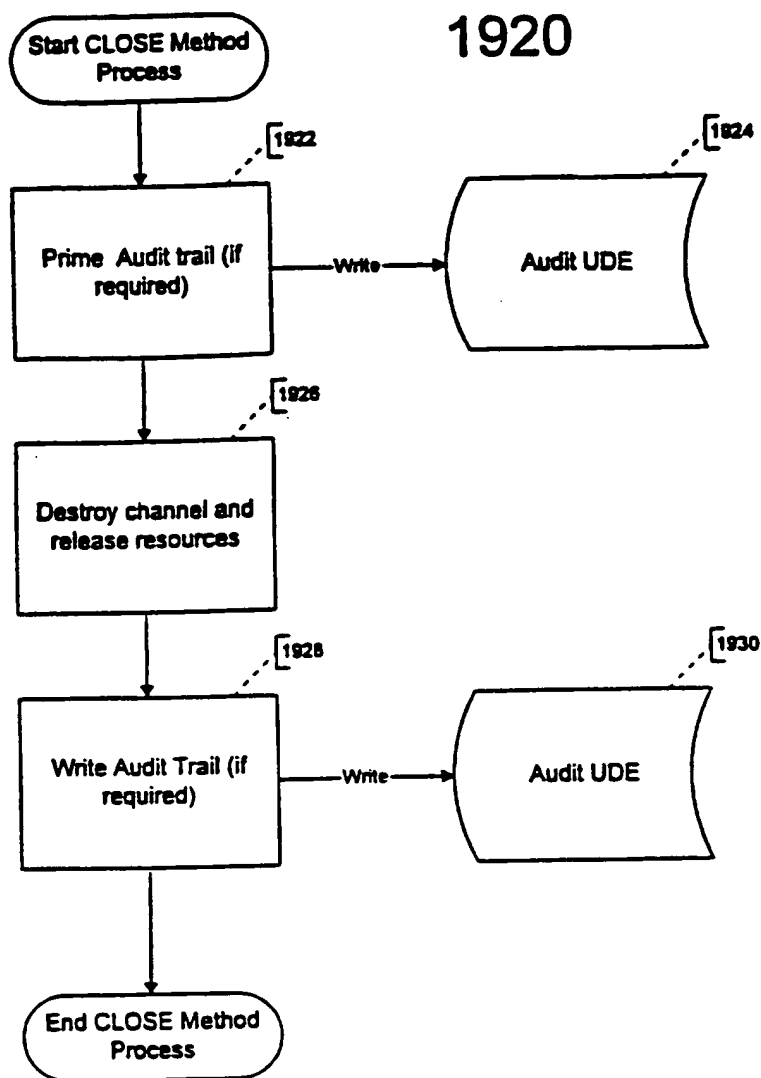 1920
Start CLOSE Method
Process
1922
1924
Prime Audit trail (if
required)
Write
Audit UDE
1926
Destroy channel and
release resources
1928
1930
Write Audit Trail (if
required)
Write
Audit UDE
End CLOSE Method
Process